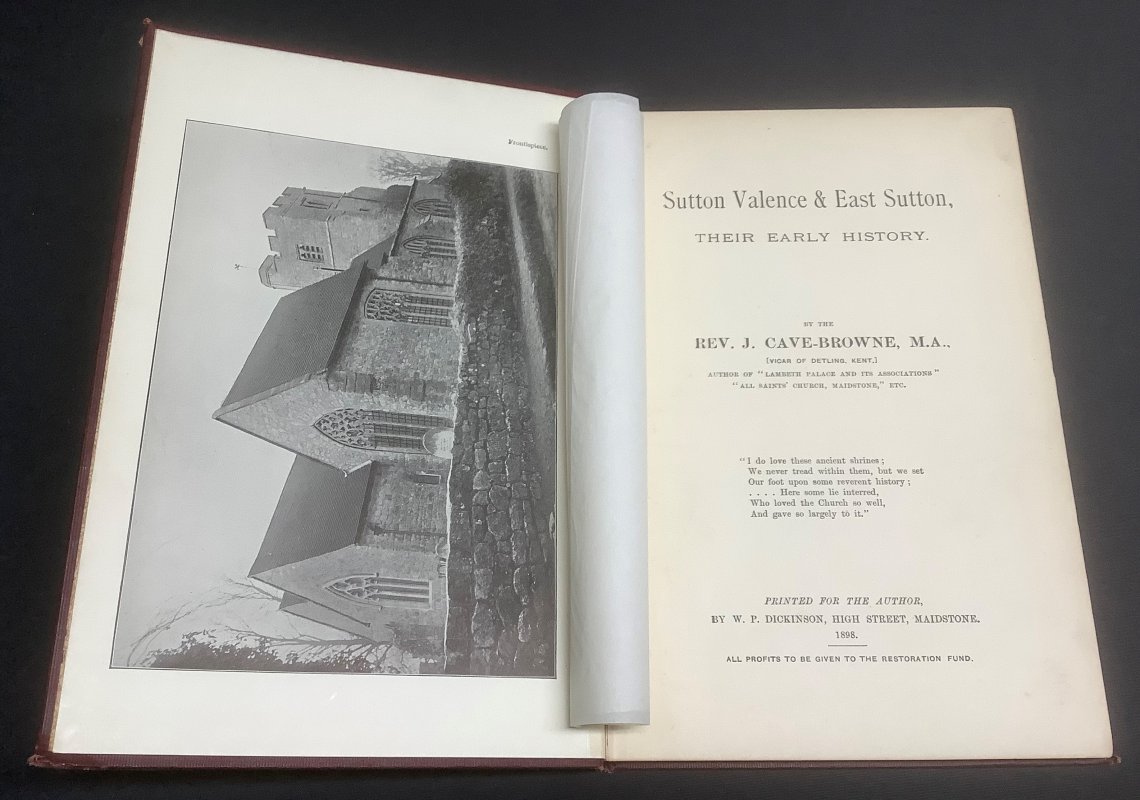 Frontispiece.
Sutton Valence & East Sutton,
THEIR EARLY HISTORY.
BY THE
REV. J. CAVE-BROWNE, M.A.,
[VICAR OF DETLING, KENT,]
AUTHOR OF "LAMBETH PALACE AND ITS ASSOCIATIONS"
"ALL SAINTS' CHURCH, MAIDSTONE," ETC.
"I do love these ancient shrines;
We never tread within them, but we set
Our foot upon some reverent history;
. . . . Here some lie interred,
Who loved the Church so well,
And gave so largely to it."
PRINTED FOR THE AUTHOR,
BY W. P. DICKINSON, HIGH STREET, MAIDSTONE.
1898.
ALL PROFITS TO BE GIVEN TO THE RESTORATION FUND.